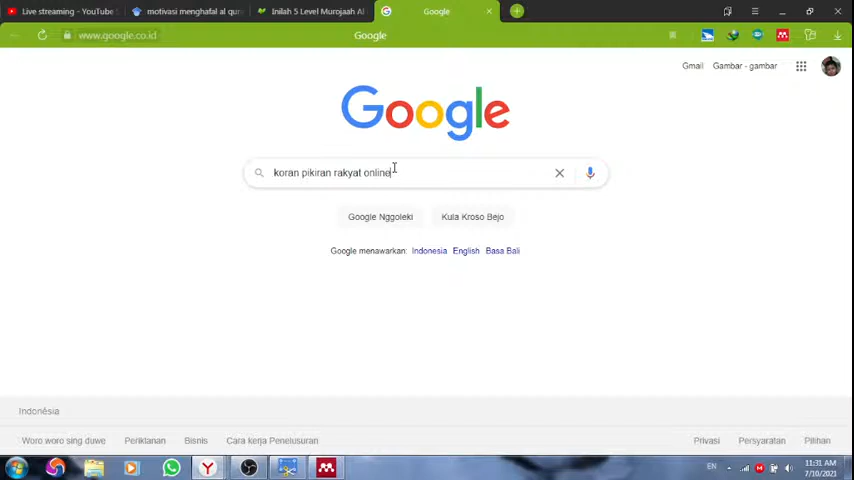 Live streaming - YouTube
motivasi menghafal al qur
Inilah 5 Level Murojaah Al
Google
www.google.co.id
Google
Gmail
Gambar - gambar
Google
koran pikiran rakyat online
Google Nggoleki
Kula Kroso Bejo
Google menawarkan: Indonesia English Basa Bali
Indonésia
Woro woro sing duwe
Periklanan
Bisnis
Cara kerja Penelusuran
Privasi
Persyaratan
Pilihan
EN
11:31 AM
7/10/2021